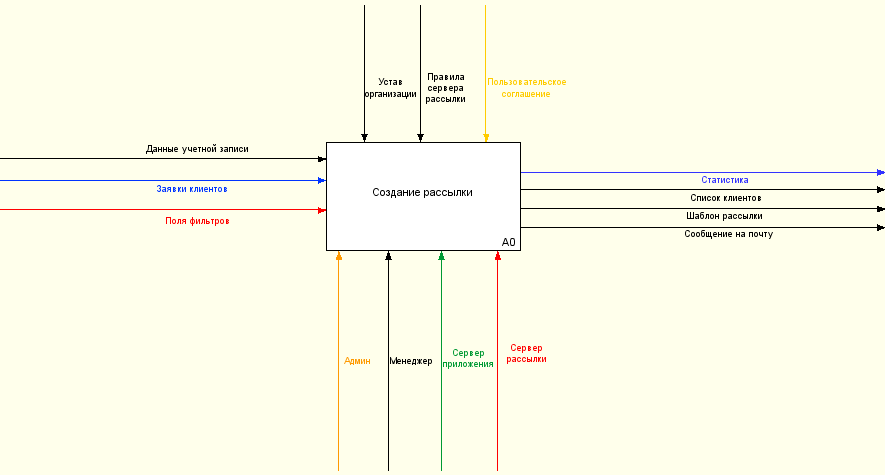 Устав
организации
Правила
сервера
рассылки
Пользовательское
соглашение
Данные учетной записи
Заявки клиентов
Поля фильтров
Создание рассылки
A0
Статистика
Список клиентов
Шаблон рассылки
Сообщение на почту
Админ
Менеджер
Сервер
приложения
Сервер
рассылки